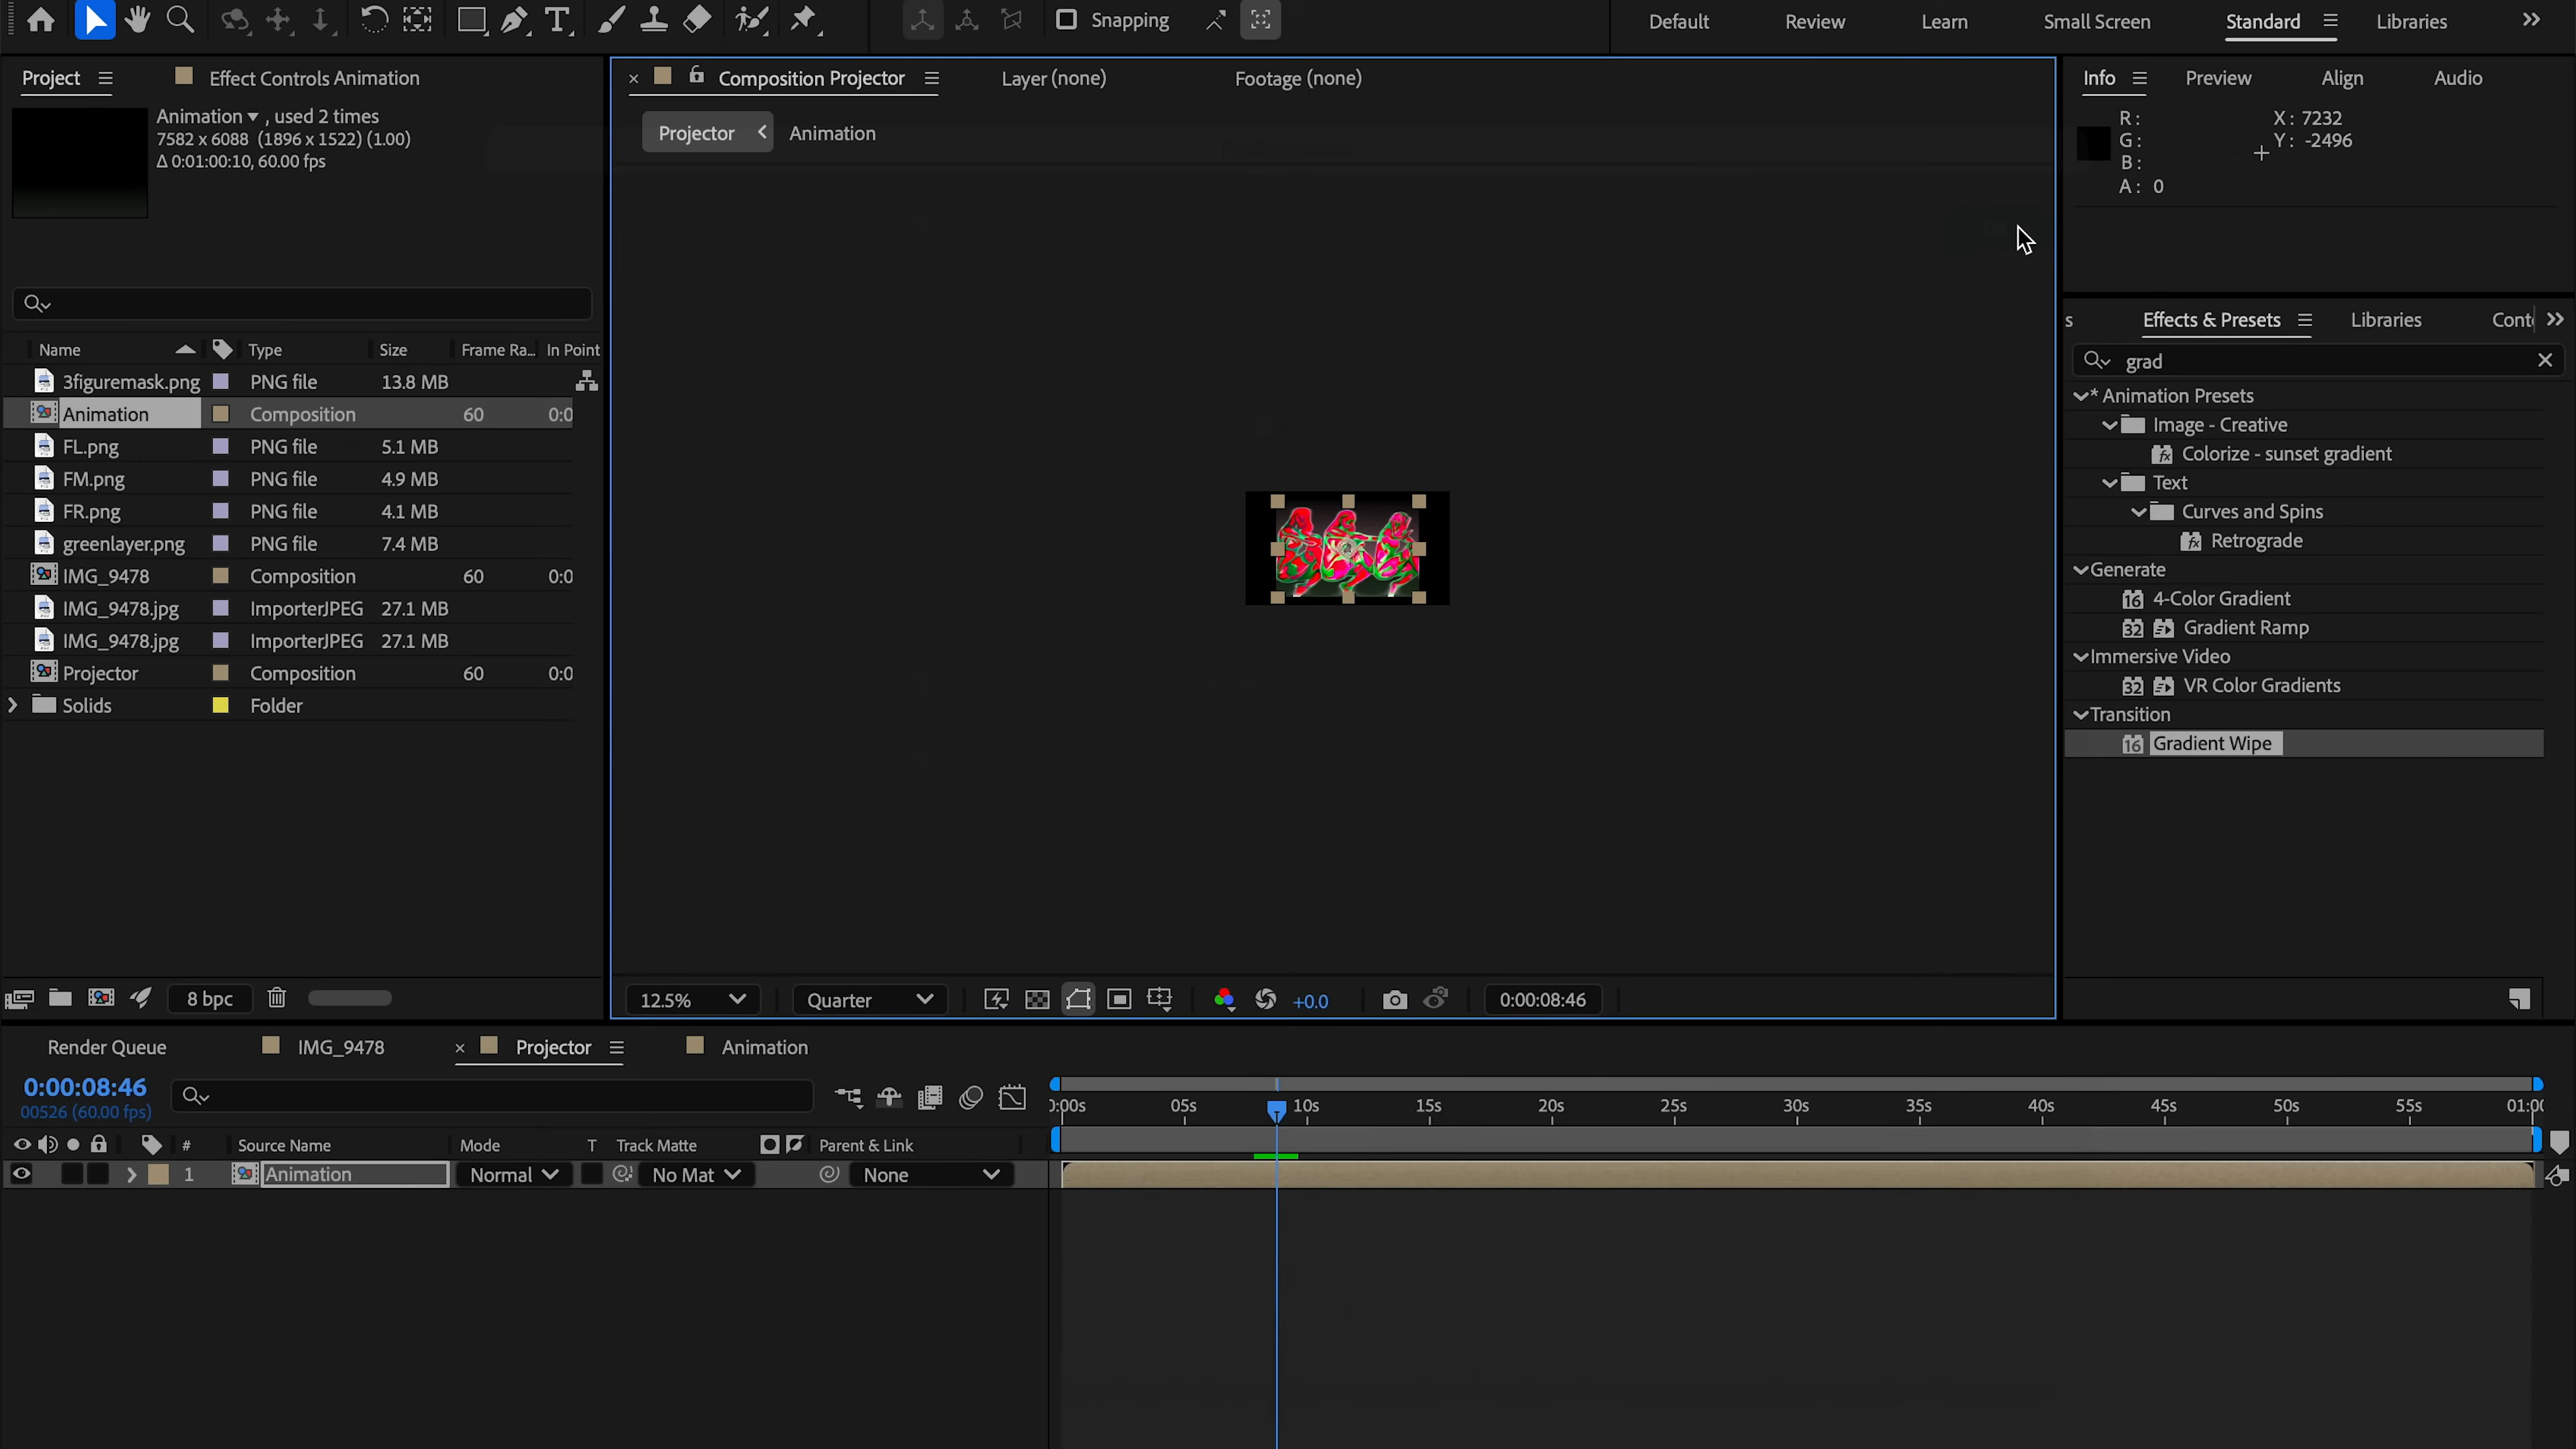 Snapping
Default
Review
Learn
Small Screen
Standard
Libraries
Project
Effect Controls Animation
Animation , used 2 times
7582 x 6088 (1896 x 1522) (1.00)
Δ 0:01:00:10, 60.00 fps
Name Type Size Frame Ra... In Point
3figuremask.png PNG file 13.8 MB
Animation Composition 60 0:0
FL.png PNG file 5.1 MB
FM.png PNG file 4.9 MB
FR.png PNG file 4.1 MB
greenlayer.png PNG file 7.4 MB
IMG_9478 Composition 60 0:0
IMG_9478.jpg ImporterJPEG 27.1 MB
IMG_9478.jpg ImporterJPEG 27.1 MB
Projector Composition 60 0:0
Solids Folder
8 bpc
Composition Projector
Layer (none)
Footage (none)
Projector
Animation
12.5%
Quarter
+0.0
0:00:08:46
Info
Preview
Align
Audio
R:
G:
B:
A: 0
X: 7232
Y: -2496
s
Effects & Presets
Libraries
Cont
grad
* Animation Presets
Image - Creative
Colorize - sunset gradient
Text
Curves and Spins
Retrograde
Generate
16 4-Color Gradient
32 Gradient Ramp
Immersive Video
32 VR Color Gradients
Transition
16 Gradient Wipe
Render Queue
IMG_9478
Projector
Animation
0:00:08:46
00526 (60.00 fps)
0:00s 05s 10s 15s 20s 25s 30s 35s 40s 45s 50s 55s 01:00
# Source Name Mode T Track Matte Parent & Link
1 Animation Normal No Mat None